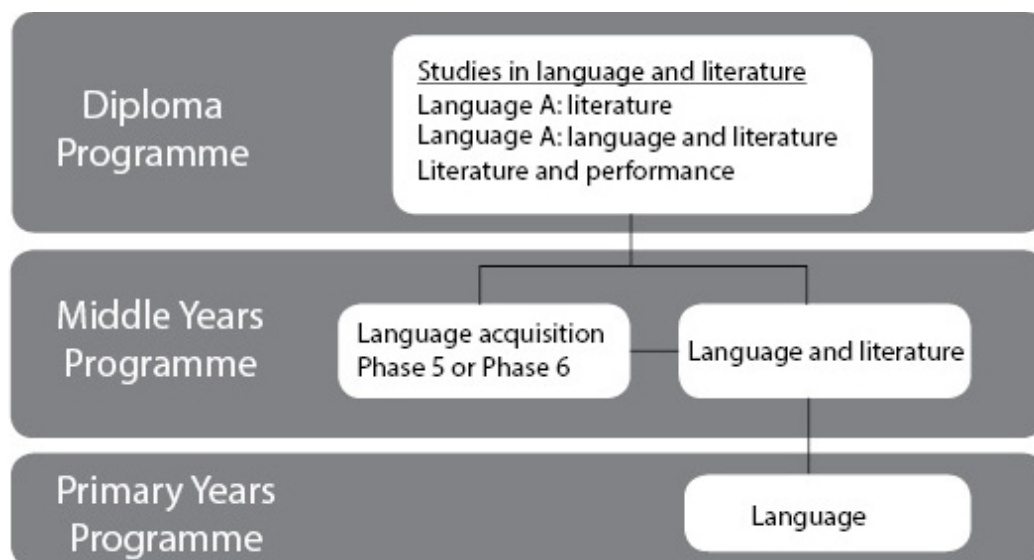 Diploma
Programme
Studies in language and literature
Language A: literature
Language A: language and literature
Literature and performance
Middle Years
Programme
Language acquisition
Phase 5 or Phase 6
Language and literature
Primary Years
Programme
Language